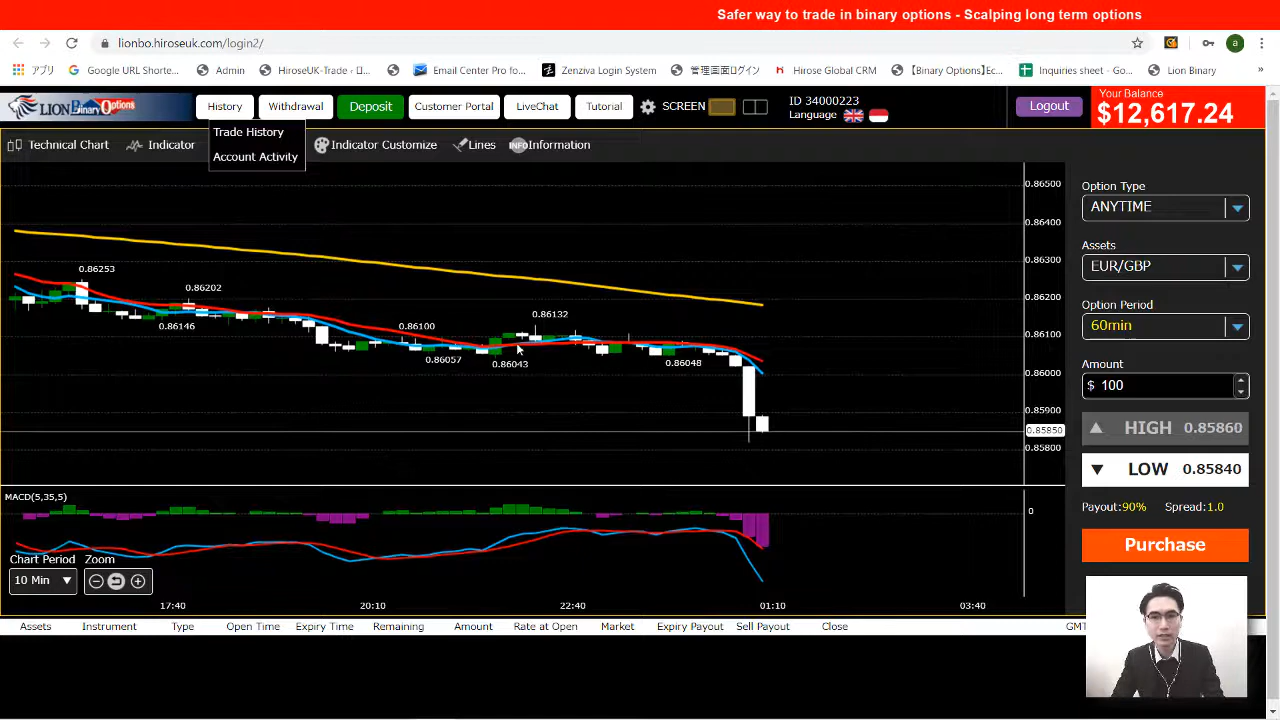 Safer way to trade in binary options - Scalping long term options
lionbo.hiroseuk.com/login2/
a
アプリ Google URL Shorte... Admin HiroseUK-Trade ‹ ロ... Email Center Pro fo... Zenziva Login System 管理画面ログイン Hirose Global CRM 【Binary Options】Ec... Inquiries sheet - Go... Lion Binary »
LION Binary Options
History Withdrawal Deposit Customer Portal LiveChat Tutorial SCREEN
ID 34000223
Language
Logout
Your Balance
$12,617.24
Trade History
Account Activity
Technical Chart Indicator Indicator Customize Lines INFO Information
0.86500
0.86400
0.86300
0.86200
0.86100
0.86000
0.85900
0.85850
0.85800
0.86253
0.86202
0.86146
0.86100
0.86057
0.86132
0.86043
0.86048
MACD(5,35,5)
0
Chart Period Zoom
10 Min
17:40 20:10 22:40 01:10 03:40
Option Type
ANYTIME
Assets
EUR/GBP
Option Period
60min
Amount
$ 100
HIGH 0.85860
LOW 0.85840
Payout:90% Spread:1.0
Purchase
Assets Instrument Type Open Time Expiry Time Remaining Amount Rate at Open Market Expiry Payout Sell Payout Close GMT